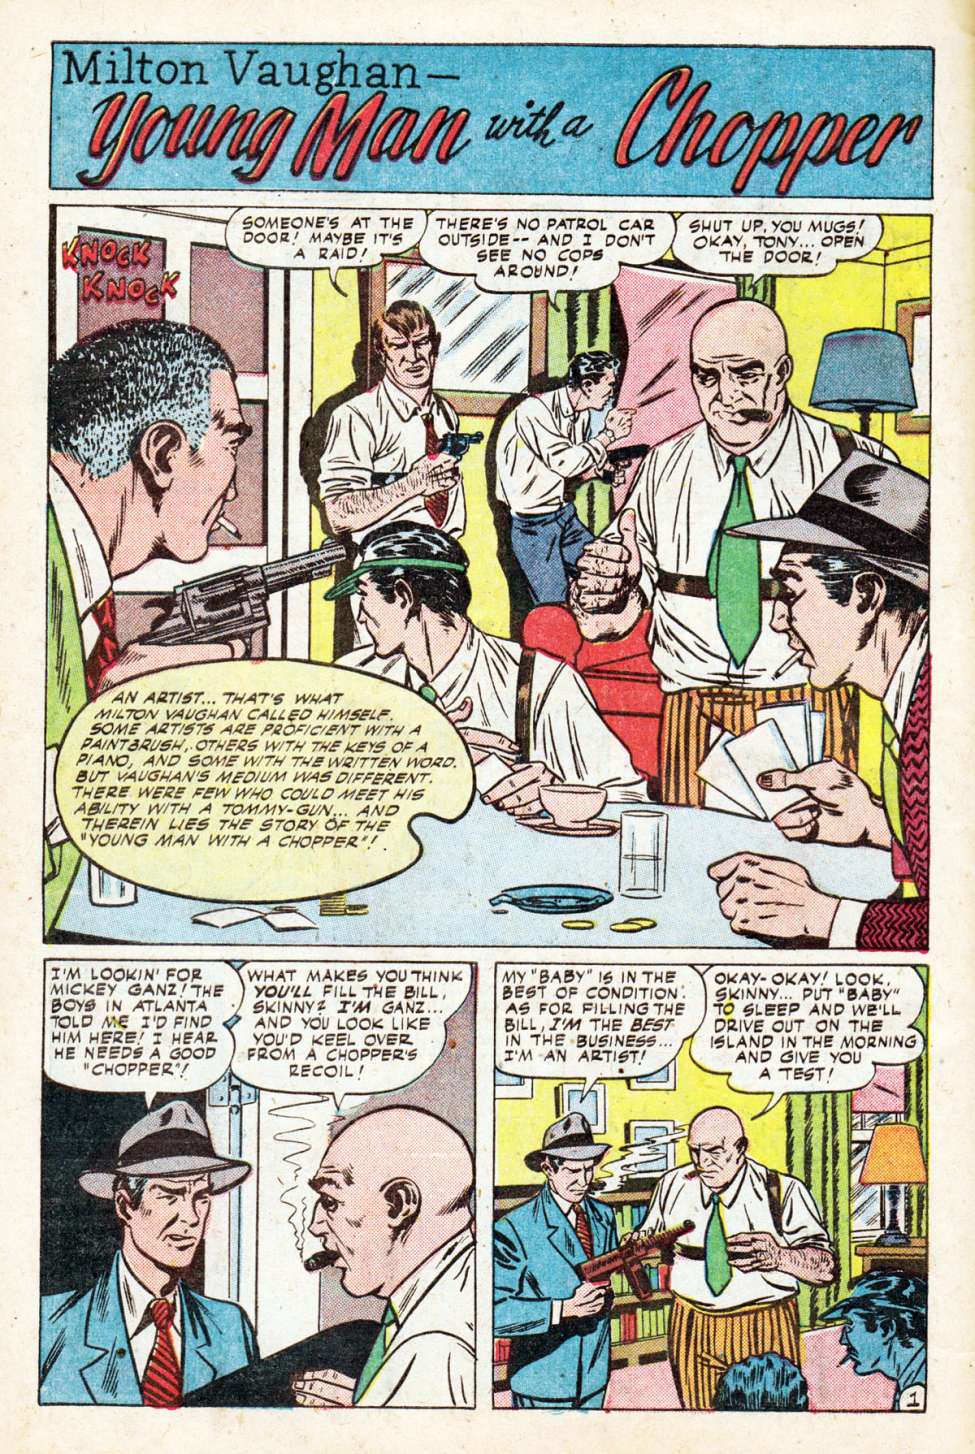 Milton Vaughan—
Young Man with a Chopper
KNOCK
KNOCK
SOMEONE'S AT THE
DOOR! MAYBE IT'S
A RAID!
THERE'S NO PATROL CAR
OUTSIDE-- AND I DON'T
SEE NO COPS
AROUND!
SHUT UP, YOU MUGS!
OKAY, TONY... OPEN
THE DOOR!
AN ARTIST... THAT'S WHAT
MILTON VAUGHAN CALLED HIMSELF.
SOME ARTISTS ARE PROFICIENT WITH A
PAINTBRUSH, OTHERS WITH THE KEYS OF A
PIANO, AND SOME WITH THE WRITTEN WORD.
BUT VAUGHAN'S MEDIUM WAS DIFFERENT.
THERE WERE FEW WHO COULD MEET HIS
ABILITY WITH A TOMMY-GUN... AND
THEREIN LIES THE STORY OF THE
"YOUNG MAN WITH A CHOPPER"!
I'M LOOKIN' FOR
MICKEY GANZ! THE
BOYS IN ATLANTA
TOLD ME I'D FIND
HIM HERE! I HEAR
HE NEEDS A GOOD
"CHOPPER"!
WHAT MAKES YOU THINK
YOU'LL FILL THE BILL,
SKINNY? I'M GANZ...
AND YOU LOOK LIKE
YOU'D KEEL OVER
FROM A CHOPPER'S
RECOIL!
MY "BABY" IS IN THE
BEST OF CONDITION.
AS FOR FILLING THE
BILL, I'M THE BEST
IN THE BUSINESS...
I'M AN ARTIST!
OKAY-OKAY! LOOK,
SKINNY... PUT "BABY"
TO SLEEP AND WE'LL
DRIVE OUT ON THE
ISLAND IN THE MORNING
AND GIVE YOU
A TEST!
1